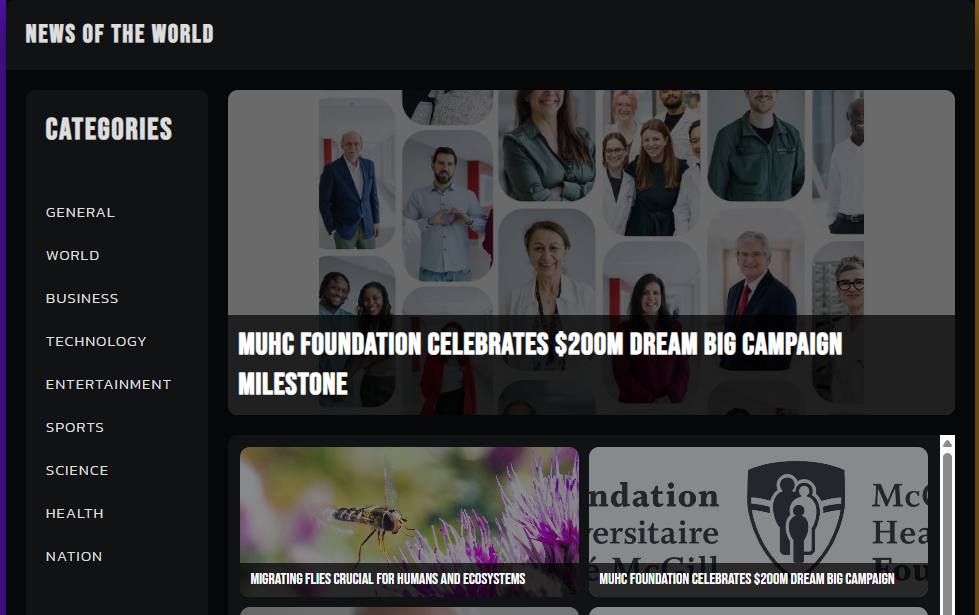 NEWS OF THE WORLD
CATEGORIES
GENERAL
WORLD
BUSINESS
TECHNOLOGY
ENTERTAINMENT
SPORTS
SCIENCE
HEALTH
NATION
MUHC FOUNDATION CELEBRATES $200M DREAM BIG CAMPAIGN
MILESTONE
MIGRATING FLIES CRUCIAL FOR HUMANS AND ECOSYSTEMS
ndation
versitaire
é McGill
McG
Hea
Fou
MUHC FOUNDATION CELEBRATES $200M DREAM BIG CAMPAIGN